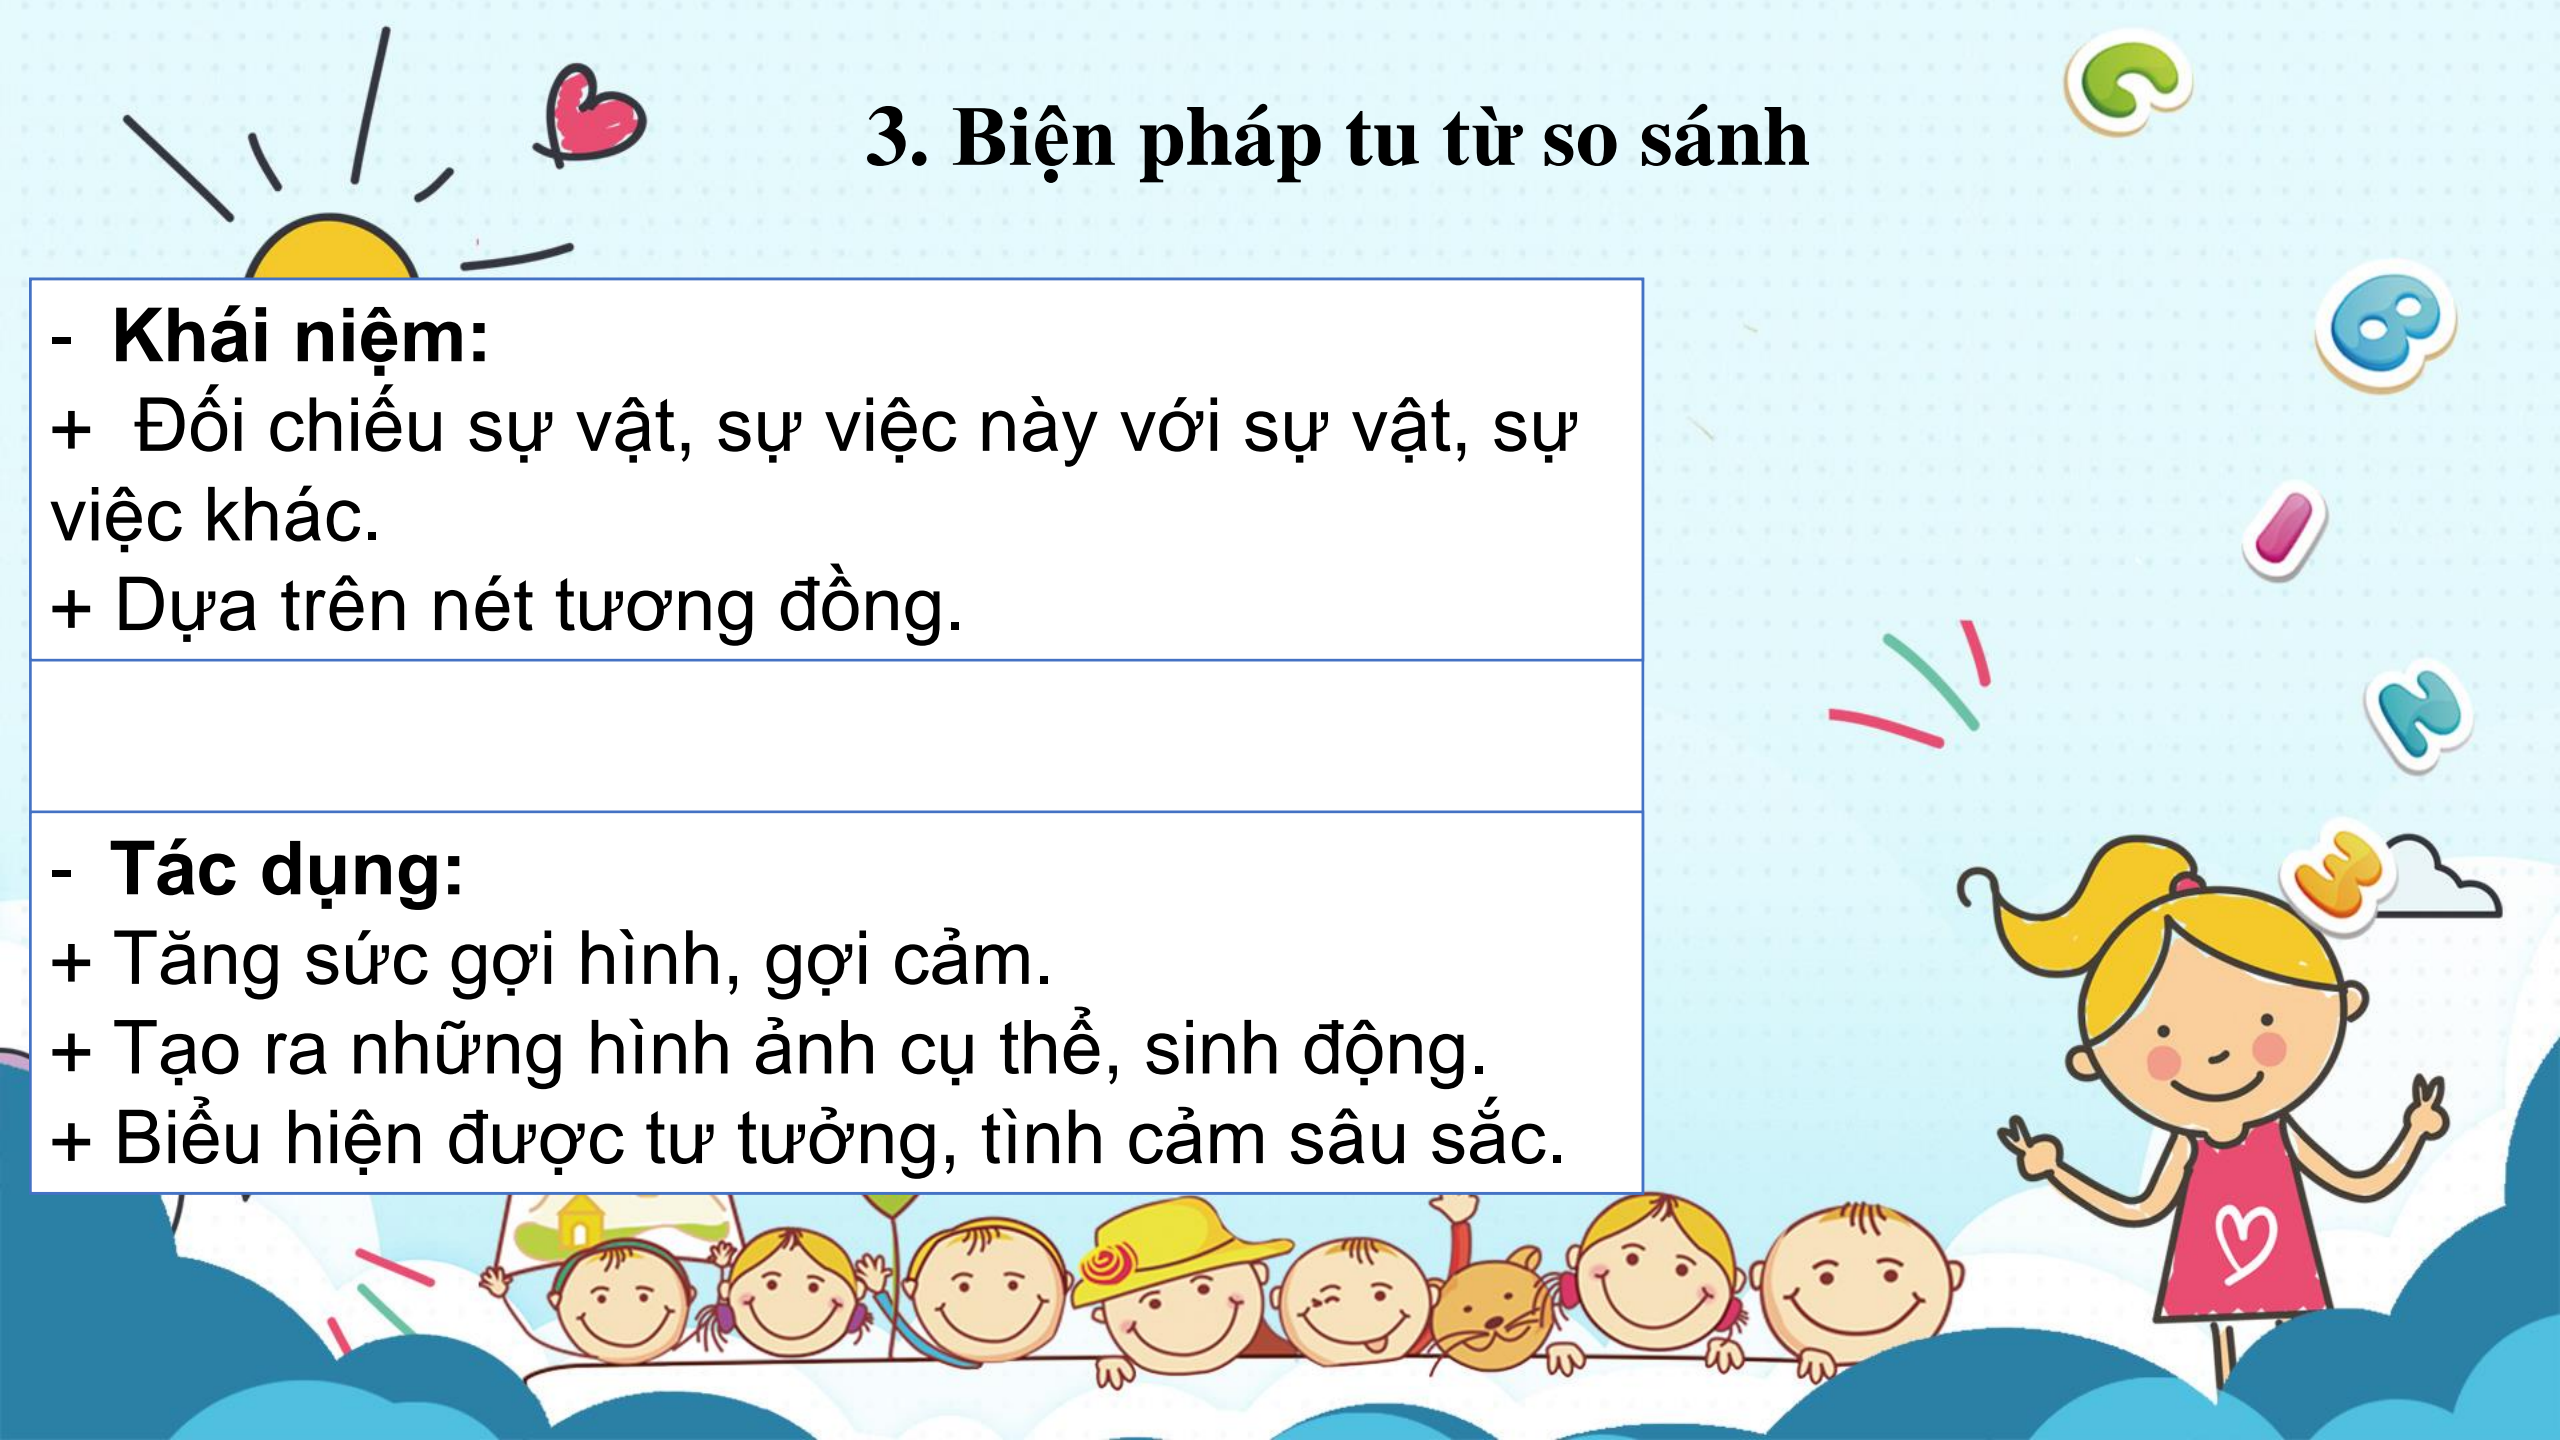 3. Biện pháp tu từ so sánh
- Khái niệm:
+ Đối chiếu sự vật, sự việc này với sự vật, sự
việc khác.
+ Dựa trên nét tương đồng.
- Tác dụng:
+ Tăng sức gợi hình, gợi cảm.
+ Tạo ra những hình ảnh cụ thể, sinh động.
+ Biểu hiện được tư tưởng, tình cảm sâu sắc.
C
B
I
N
E